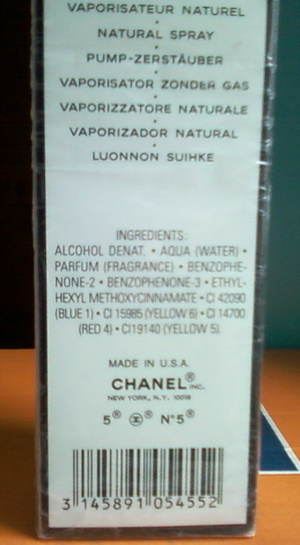 VAPORISATEUR NATUREL
•
NATURAL SPRAY
•
PUMP-ZERSTÄUBER
•
VAPORISATOR ZONDER GAS
•
VAPORIZZATORE NATURALE
•
VAPORIZADOR NATURAL
•
LUONNON SUIHKE
INGREDIENTS:
ALCOHOL DENAT. • AQUA (WATER) •
PARFUM (FRAGRANCE) • BENZOPHE-
NONE-2 • BENZOPHENONE-3 • ETHYL-
HEXYL METHOXYCINNAMATE • CI 42090
(BLUE 1) • CI 15985 (YELLOW 6) • CI 14700
(RED 4) • CI 19140 (YELLOW 5).
MADE IN U.S.A.
CHANEL® INC.
NEW YORK, N.Y. 10019
5® ® N°5®
3 145891 054552